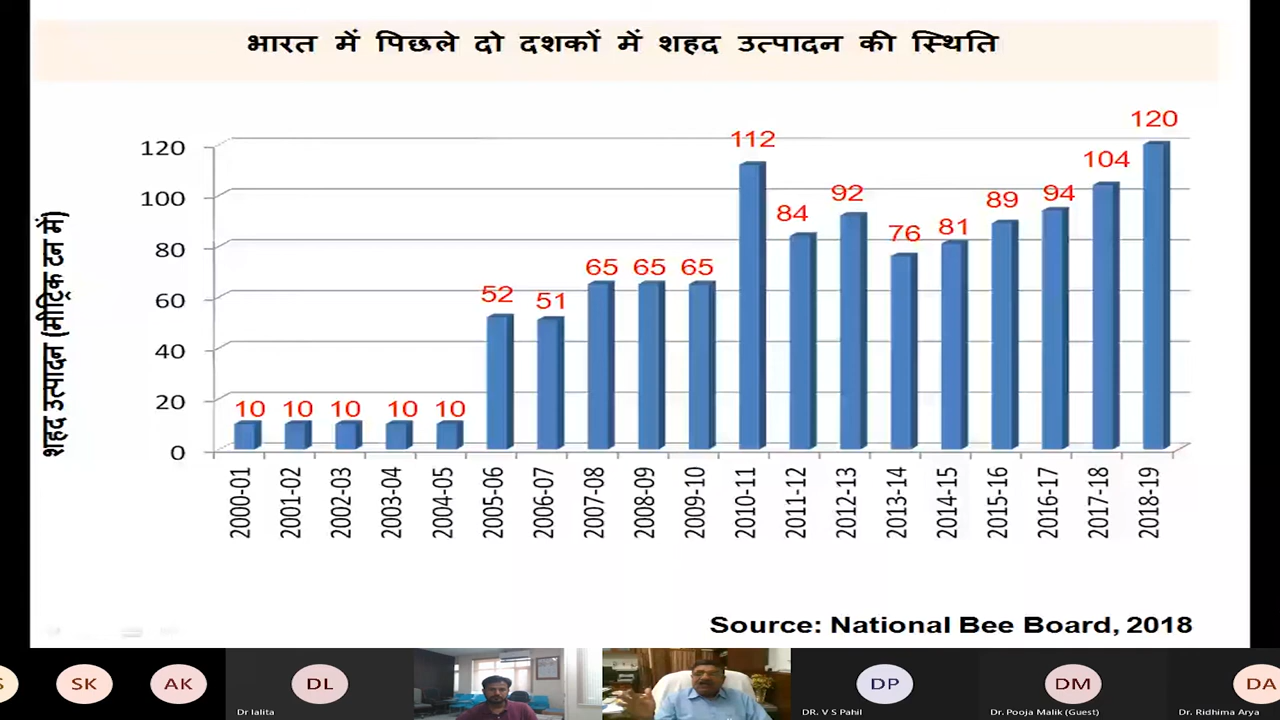 भारत में पिछले दो दशकों में शहद उत्पादन की स्थिति
शहद उत्पादन (मीट्रिक टन में)
120
100
80
60
40
20
0
10 10 10 10 10 52 51 65 65 65 112 84 92 76 81 89 94 104 120
2000-01 2001-02 2002-03 2003-04 2004-05 2005-06 2006-07 2007-08 2008-09 2009-10 2010-11 2011-12 2012-13 2013-14 2014-15 2015-16 2016-17 2017-18 2018-19
Source: National Bee Board, 2018
S SK AK DL DP DM DA
Dr lalita DR. V S Pahil Dr. Pooja Malik (Guest) Dr. Ridhima Arya